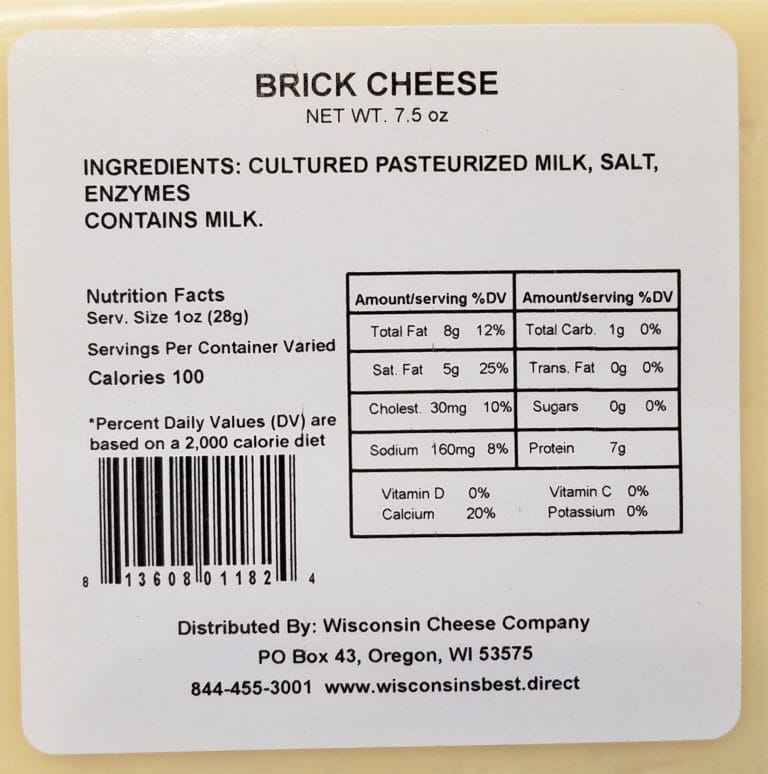 BRICK CHEESE
NET WT. 7.5 oz
INGREDIENTS: CULTURED PASTEURIZED MILK, SALT,
ENZYMES
CONTAINS MILK.
Nutrition Facts
Serv. Size 1oz (28g)
Servings Per Container Varied
Calories 100
*Percent Daily Values (DV) are
based on a 2,000 calorie diet
Amount/serving %DV Amount/serving %DV
Total Fat 8g 12% Total Carb. 1g 0%
Sat. Fat 5g 25% Trans. Fat 0g 0%
Cholest. 30mg 10% Sugars 0g 0%
Sodium 160mg 8% Protein 7g
Vitamin D 0% Vitamin C 0%
Calcium 20% Potassium 0%
8 13608 01182 4
Distributed By: Wisconsin Cheese Company
PO Box 43, Oregon, WI 53575
844-455-3001 www.wisconsinsbest.direct